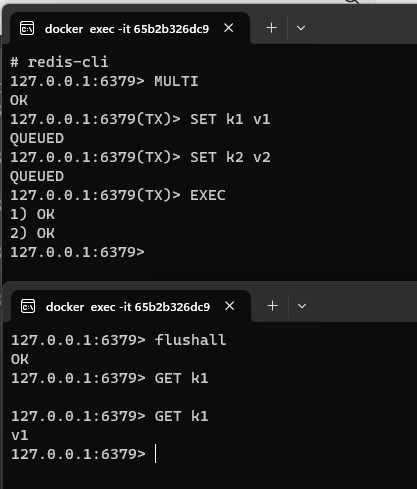 docker exec -it 65b2b326dc9
# redis-cli
127.0.0.1:6379> MULTI
OK
127.0.0.1:6379(TX)> SET k1 v1
QUEUED
127.0.0.1:6379(TX)> SET k2 v2
QUEUED
127.0.0.1:6379(TX)> EXEC
1) OK
2) OK
127.0.0.1:6379>
docker exec -it 65b2b326dc9
127.0.0.1:6379> flushall
OK
127.0.0.1:6379> GET k1
127.0.0.1:6379> GET k1
v1
127.0.0.1:6379>